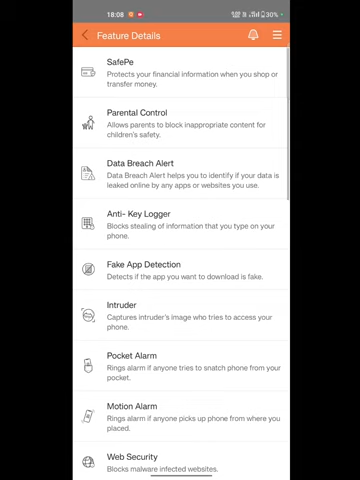 18:08
30%
Feature Details
SafePe
Protects your financial information when you shop or
transfer money.
Parental Control
Allows parents to block inappropriate content for
children's safety.
Data Breach Alert
Data Breach Alert helps you to identify if your data is
leaked online by any apps or websites you use.
Anti- Key Logger
Blocks stealing of information that you type on your
phone.
Fake App Detection
Detects if the app you want to download is fake.
Intruder
Captures intruder's image who tries to access your
phone.
Pocket Alarm
Rings alarm if anyone tries to snatch phone from your
pocket.
Motion Alarm
Rings alarm if anyone picks up phone from where you
placed.
Web Security
Blocks malware infected websites.